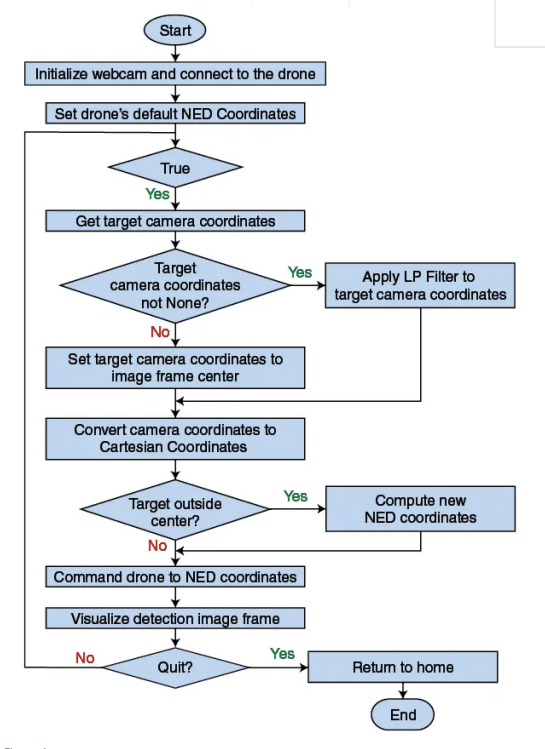 Start
Initialize webcam and connect to the drone
Set drone's default NED Coordinates
True
Yes
Get target camera coordinates
Target
camera coordinates
not None?
Yes
Apply LP Filter to
target camera coordinates
No
Set target camera coordinates to
image frame center
Convert camera coordinates to
Cartesian Coordinates
Target outside
center?
Yes
Compute new
NED coordinates
No
Command drone to NED coordinates
Visualize detection image frame
No
Quit?
Yes
Return to home
End